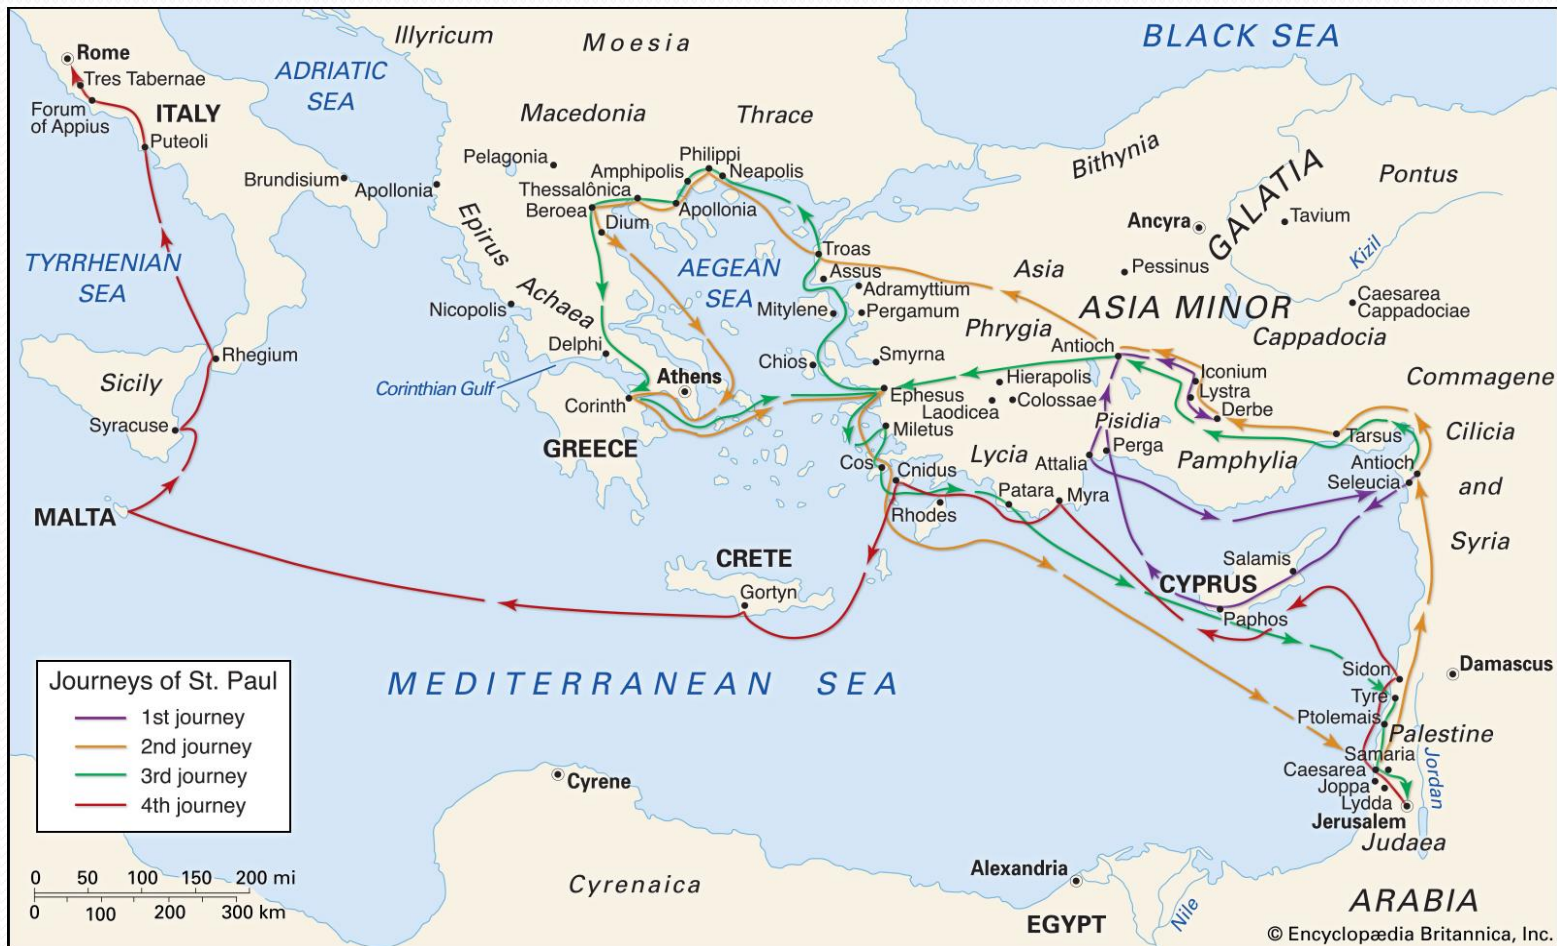 Illyricum
Moesia
BLACK SEA
Rome
ADRIATIC
SEA
Tres Tabernae
Forum
of Appius
ITALY
Macedonia
Thrace
Puteoli
Pelagonia
Philippi
Bithynia
Brundisium
Apollonia
Amphipolis
Neapolis
Thessalônica
Beroea
Apollonia
Dium
GALATIA
Pontus
Ancyra
Tavium
Kizil
Epirus
TYRRHENIAN
SEA
AEGEAN
SEA
Troas
Assus
Asia
Pessinus
Adramyttium
Achaea
Nicopolis
Mitylene
Pergamum
ASIA MINOR
Caesarea
Cappadociae
Phrygia
Cappadocia
Delphi
Antioch
Rhegium
Chios
Smyrna
Sicily
Corinthian Gulf
Athens
Iconium
Commagene
Hierapolis
Lystra
Corinth
Ephesus
Laodicea
Colossae
Derbe
Syracuse
Miletus
Pisidia
Tarsus
Cilicia
GREECE
Perga
Cos
Lycia
Attalia
Pamphylia
Antioch
Cnidus
Seleucia
and
Patara
Myra
Rhodes
MALTA
Syria
CRETE
Salamis
CYPRUS
Gortyn
Paphos
MEDITERRANEAN SEA
Sidon
Damascus
Tyre
Ptolemais
Palestine
Samaria
Caesarea
Joppa
Jordan
Lydda
Jerusalem
Judaea
Journeys of St. Paul
1st journey
2nd journey
3rd journey
4th journey
Cyrene
Cyrenaica
Alexandria
EGYPT
Nile
ARABIA
0 50 100 150 200 mi
0 100 200 300 km
© Encyclopædia Britannica, Inc.